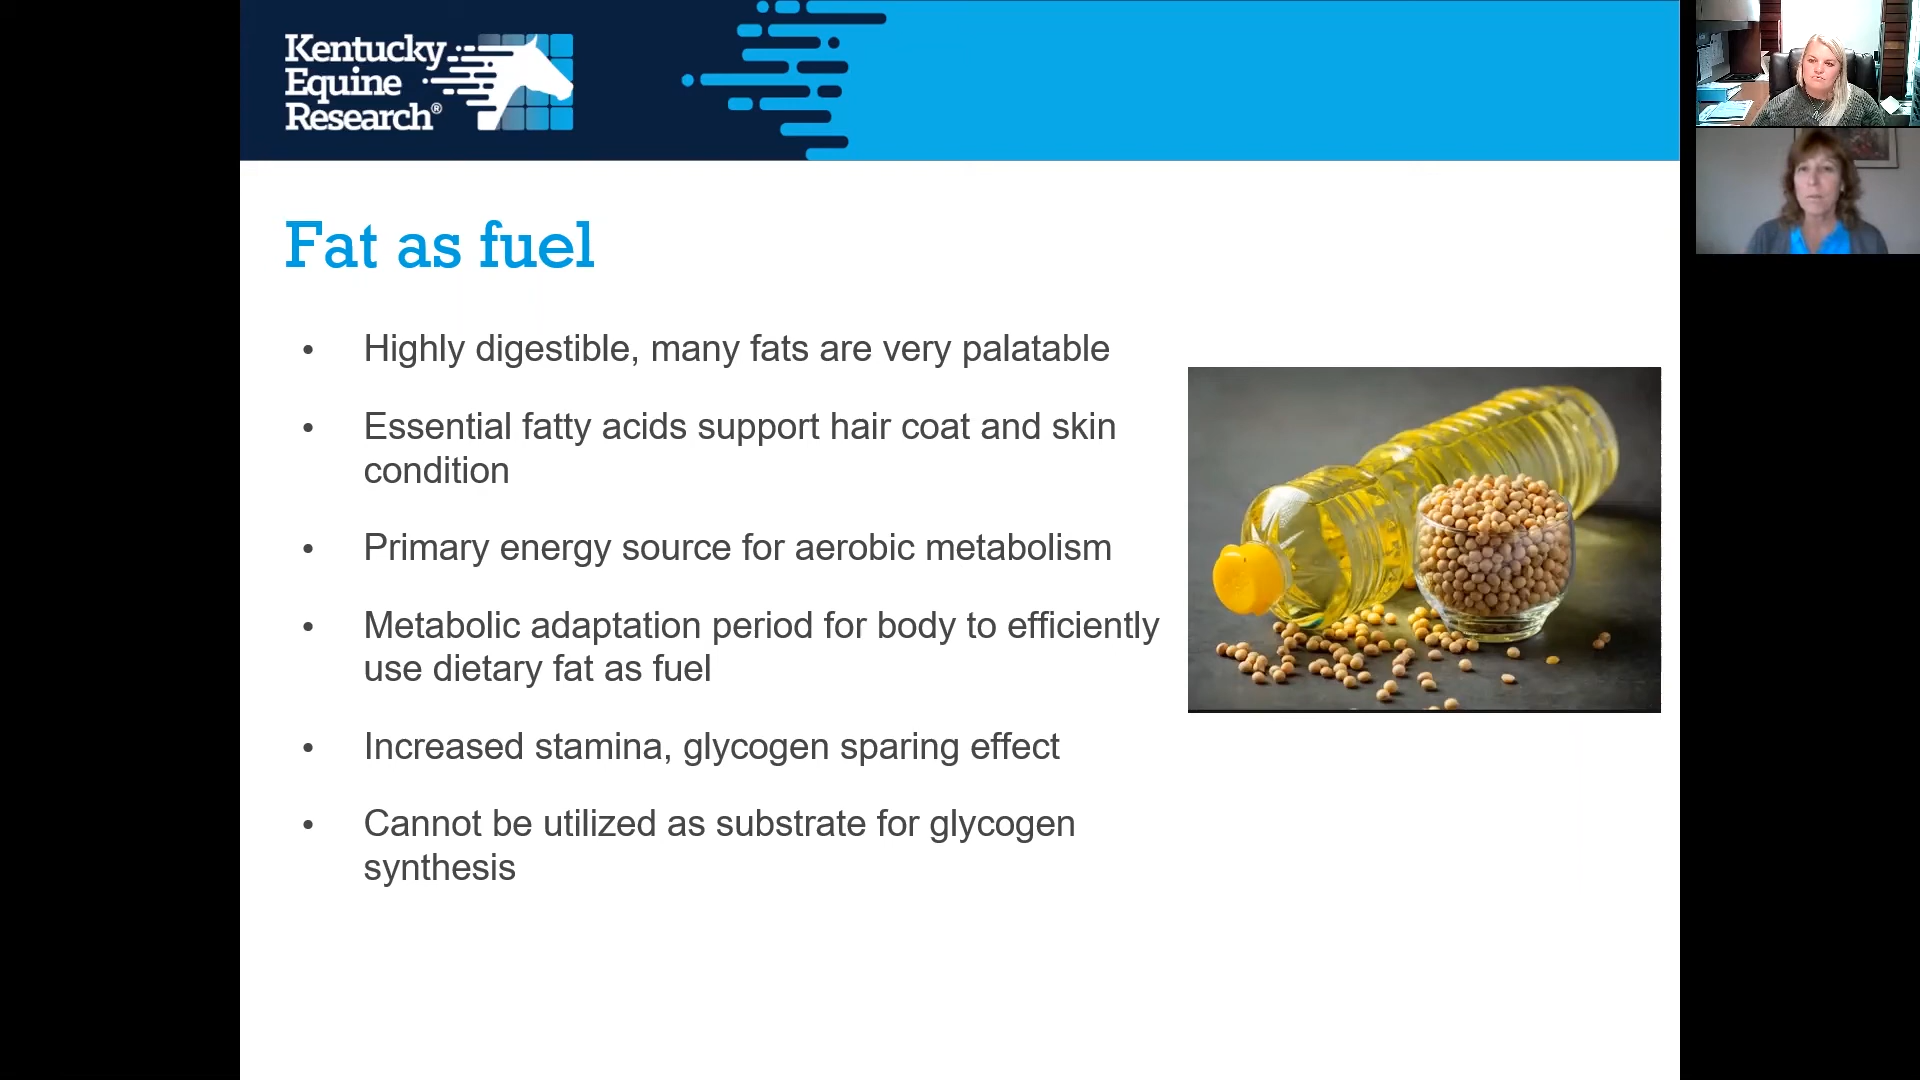 Kentucky
Equine
Research®
Fat as fuel
• Highly digestible, many fats are very palatable
• Essential fatty acids support hair coat and skin
condition
• Primary energy source for aerobic metabolism
• Metabolic adaptation period for body to efficiently
use dietary fat as fuel
• Increased stamina, glycogen sparing effect
• Cannot be utilized as substrate for glycogen
synthesis